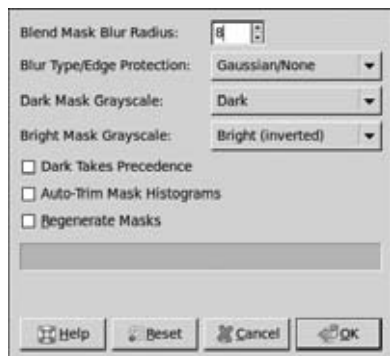 Blend Mask Blur Radius: 8
Blur Type/Edge Protection: Gaussian/None
Dark Mask Grayscale: Dark
Bright Mask Grayscale: Bright (inverted)
Dark Takes Precedence
Auto-Trim Mask Histograms
Regenerate Masks
Help Reset Cancel OK